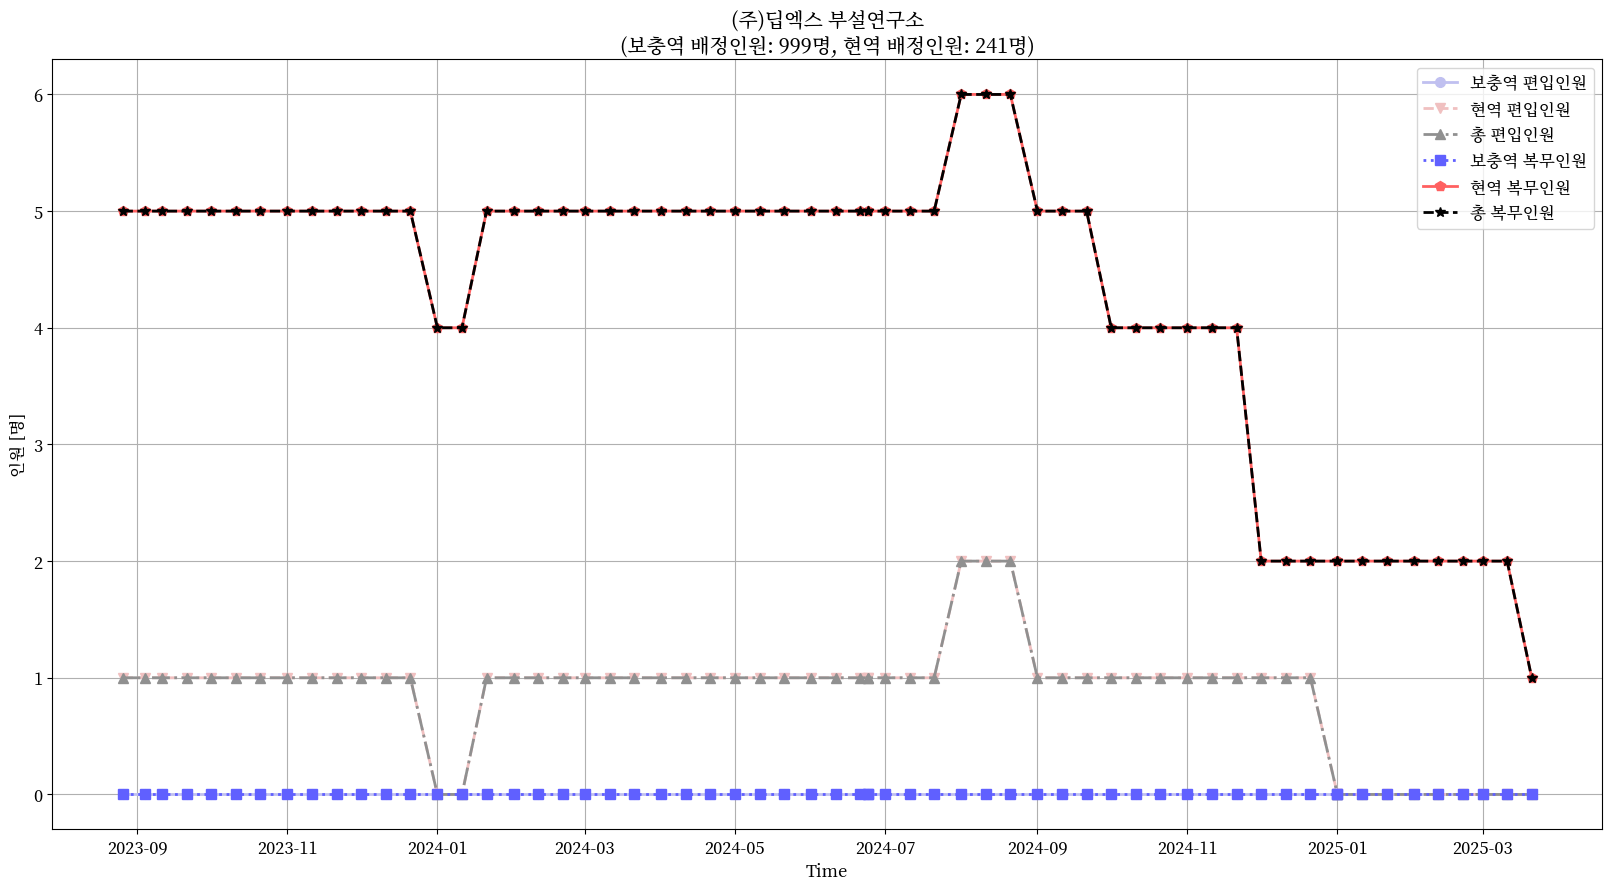 (주)딥엑스 부설연구소
(보충역 배정인원: 999명, 현역 배정인원: 241명)
보충역 편입인원
현역 편입인원
총 편입인원
보충역 복무인원
현역 복무인원
총 복무인원
인원 [명]
6
5
4
3
2
1
0
2023-09 2023-11 2024-01 2024-03 2024-05 2024-07 2024-09 2024-11 2025-01 2025-03
Time